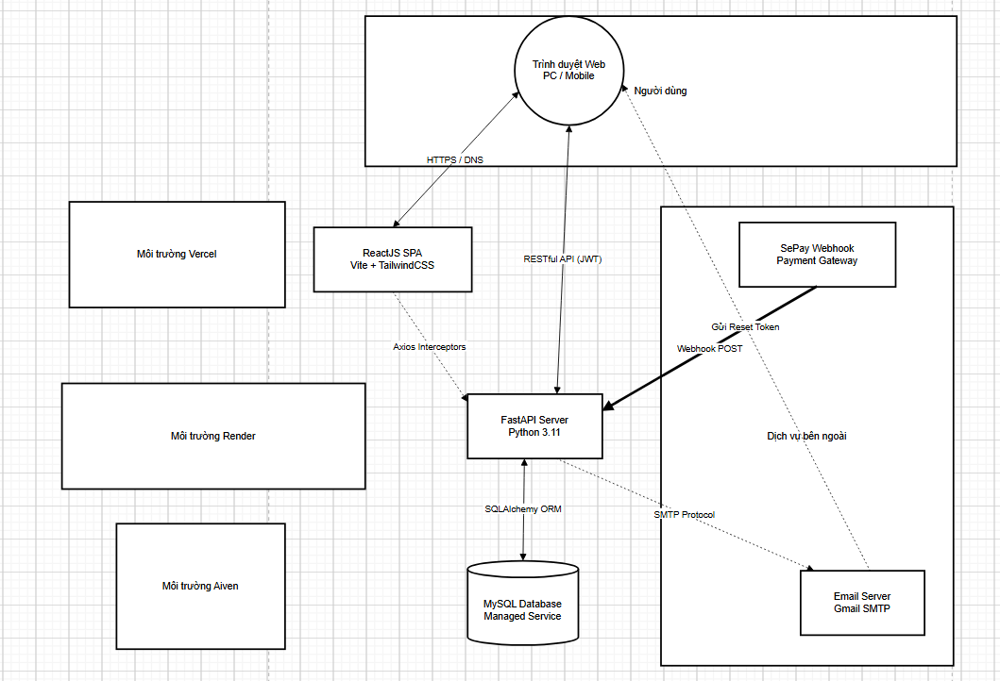 Trình duyệt Web
PC / Mobile
Người dùng
HTTPS / DNS
Môi trường Vercel
ReactJS SPA
Vite + TailwindCSS
RESTful API (JWT)
SePay Webhook
Payment Gateway
Gửi Reset Token
Axios Interceptors
Webhook POST
Môi trường Render
FastAPI Server
Python 3.11
Dịch vụ bên ngoài
SQLAlchemy ORM
SMTP Protocol
Môi trường Aiven
MySQL Database
Managed Service
Email Server
Gmail SMTP